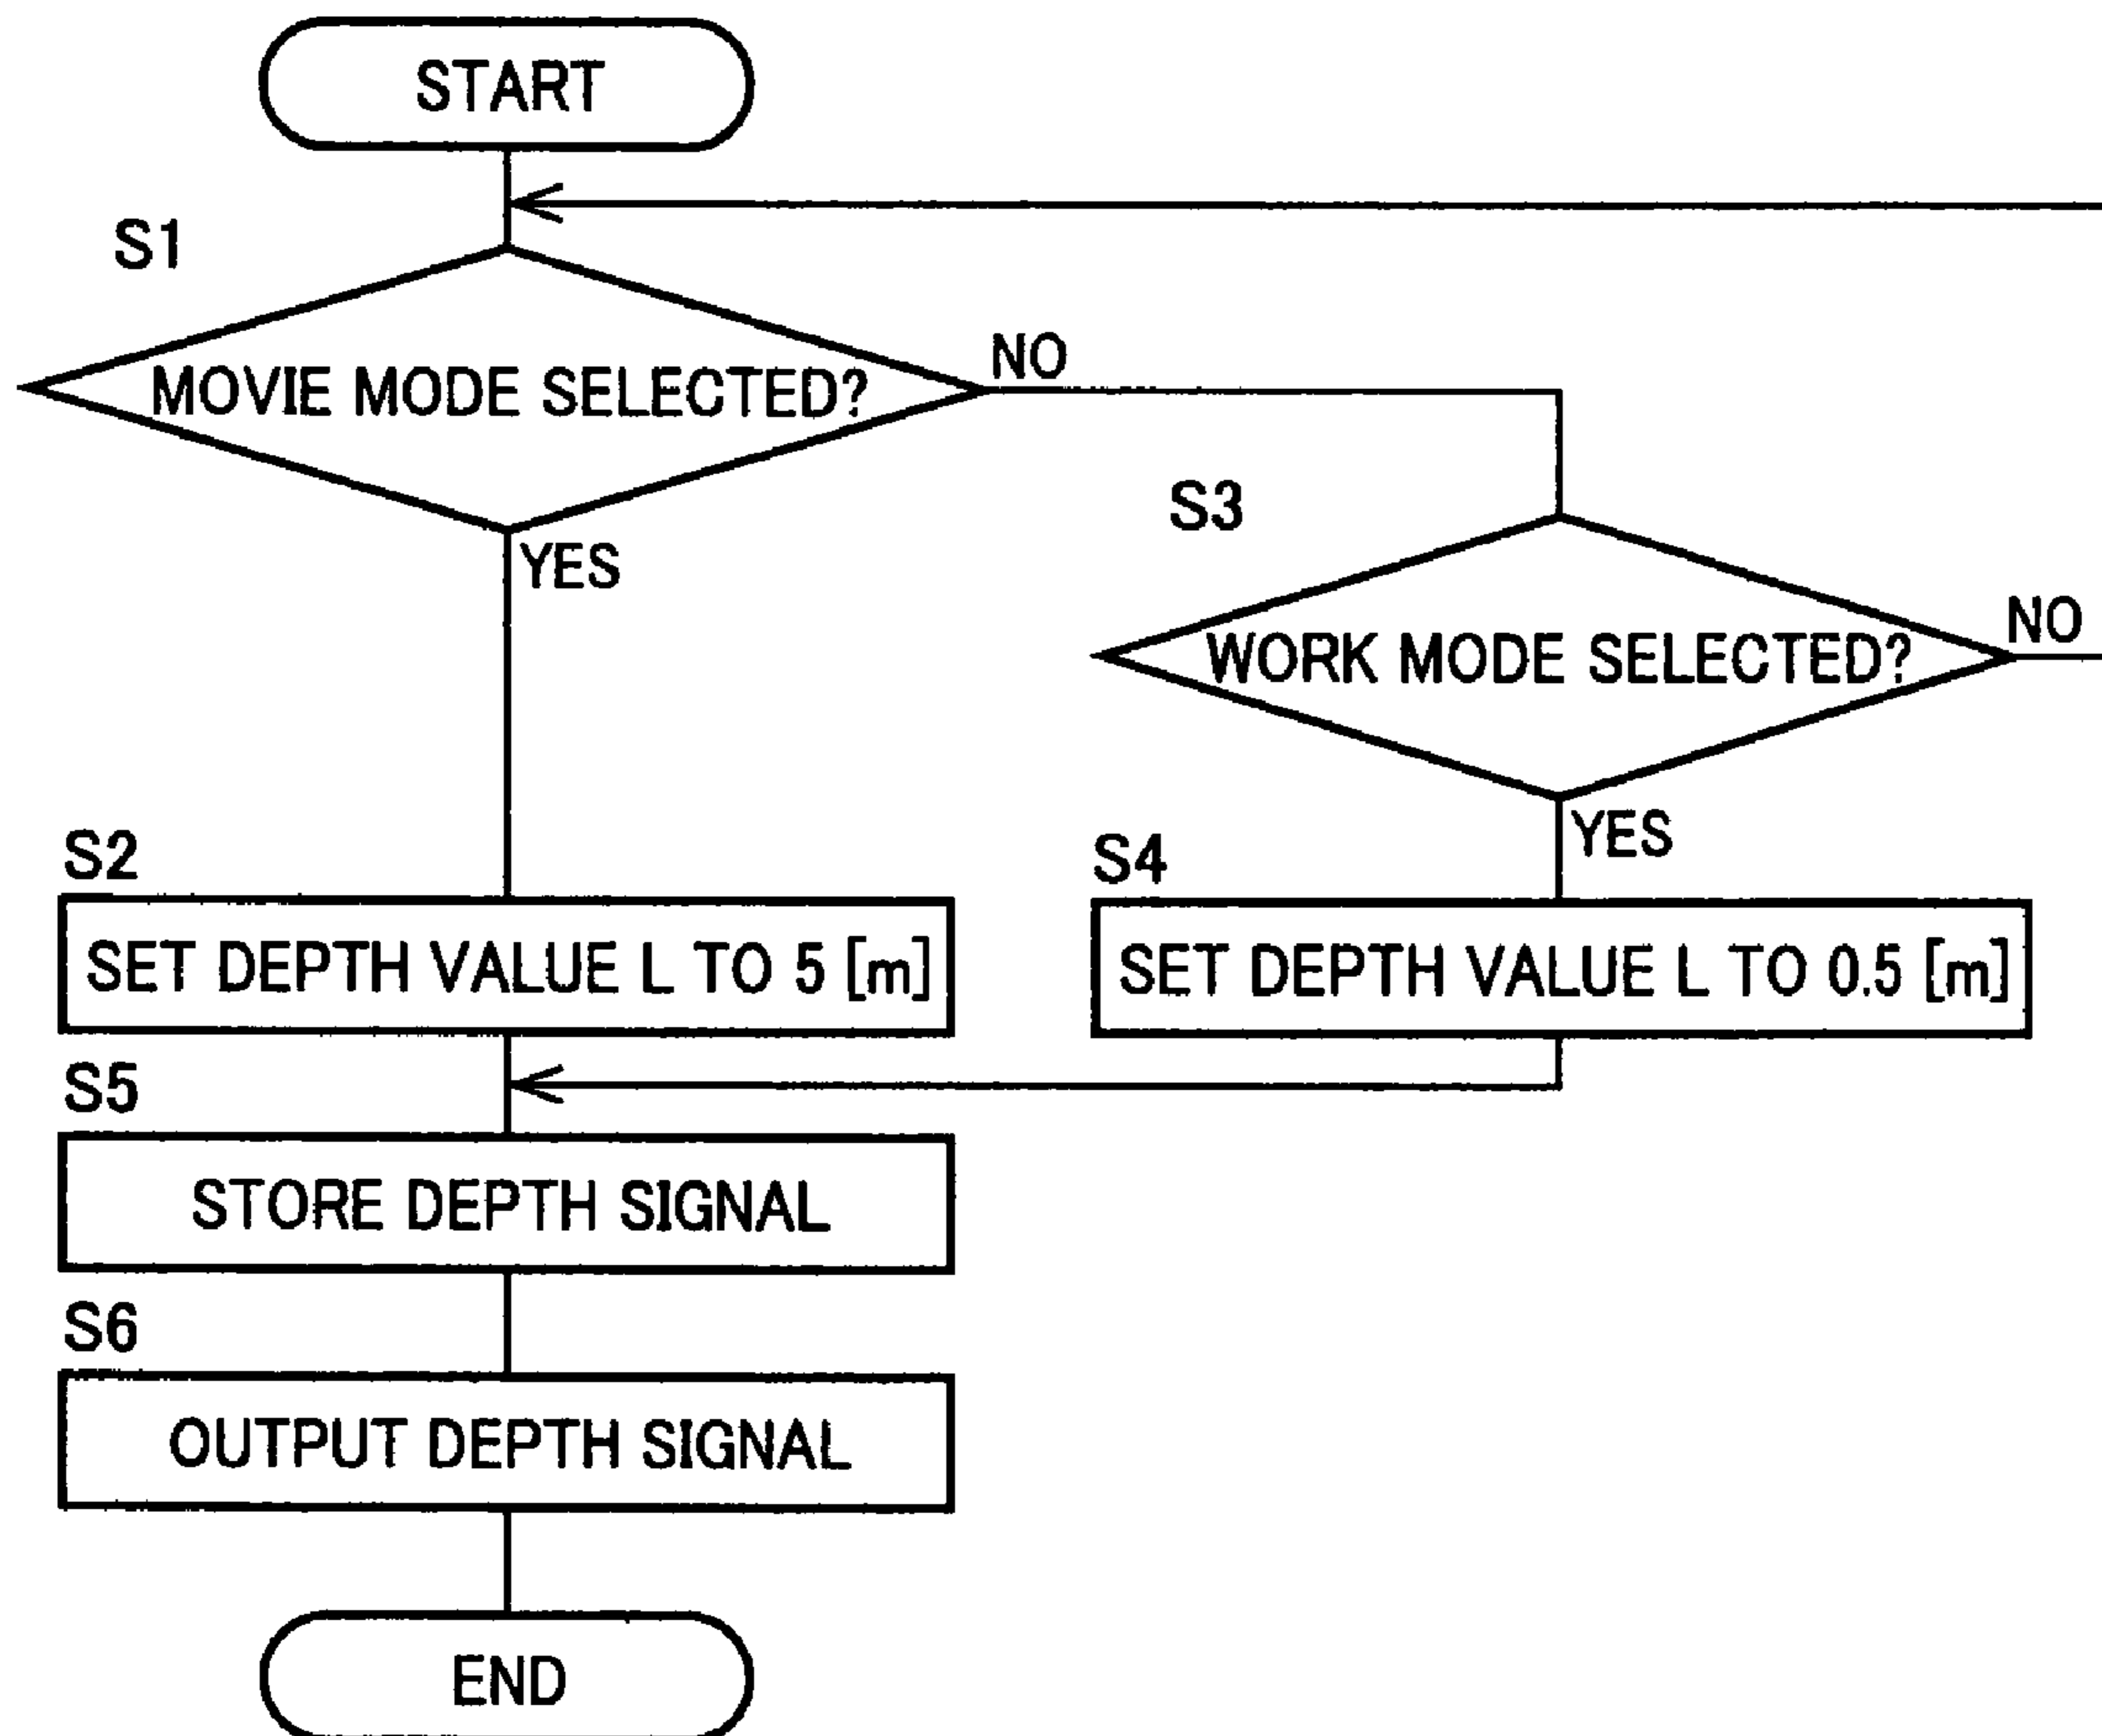 START
S1
MOVIE MODE SELECTED?
NO
YES
S3
WORK MODE SELECTED?
NO
YES
S2
SET DEPTH VALUE L TO 5 [m]
S4
SET DEPTH VALUE L TO 0.5 [m]
S5
STORE DEPTH SIGNAL
S6
OUTPUT DEPTH SIGNAL
END